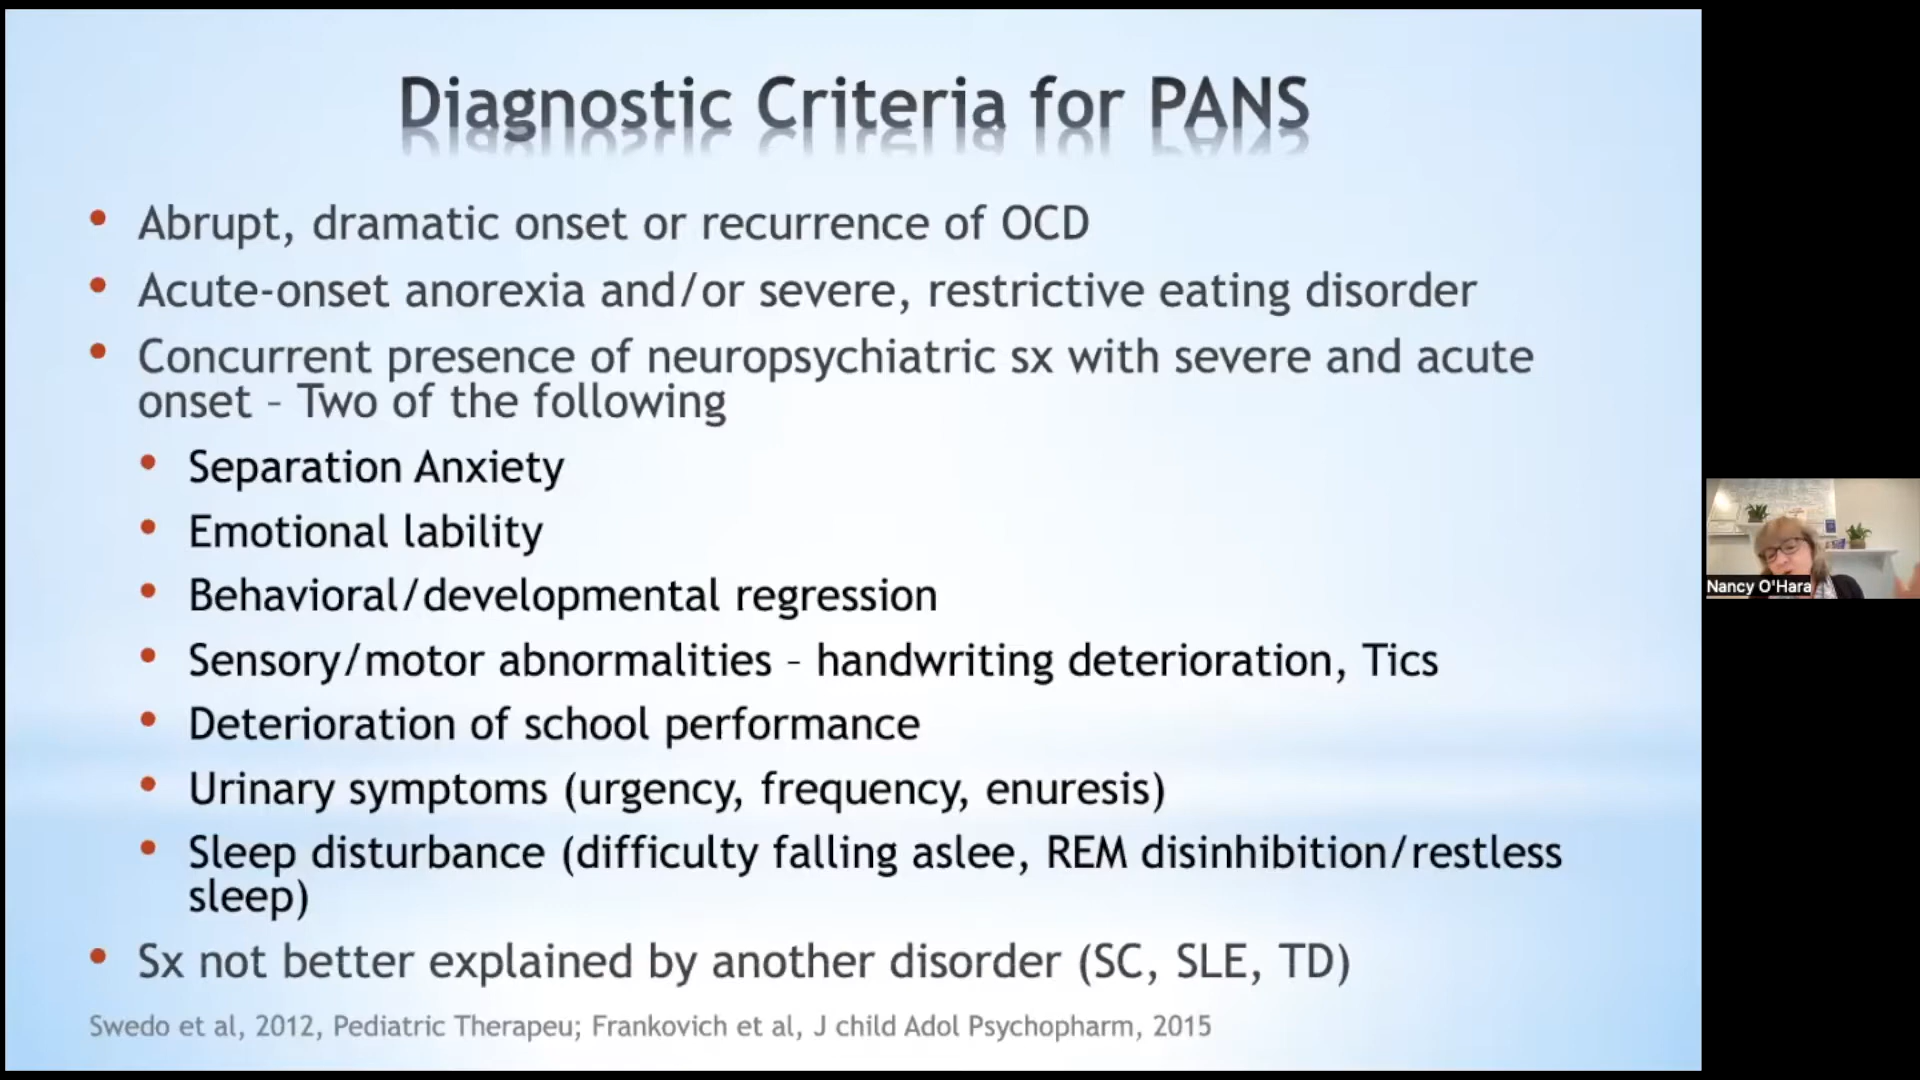 Diagnostic Criteria for PANS
• Abrupt, dramatic onset or recurrence of OCD
• Acute-onset anorexia and/or severe, restrictive eating disorder
• Concurrent presence of neuropsychiatric sx with severe and acute
onset – Two of the following
• Separation Anxiety
• Emotional lability
• Behavioral/developmental regression
• Sensory/motor abnormalities – handwriting deterioration, Tics
• Deterioration of school performance
• Urinary symptoms (urgency, frequency, enuresis)
• Sleep disturbance (difficulty falling aslee, REM disinhibition/restless
sleep)
• Sx not better explained by another disorder (SC, SLE, TD)
Swedo et al, 2012, Pediatric Therapeu; Frankovich et al, J child Adol Psychopharm, 2015
Nancy O'Hara